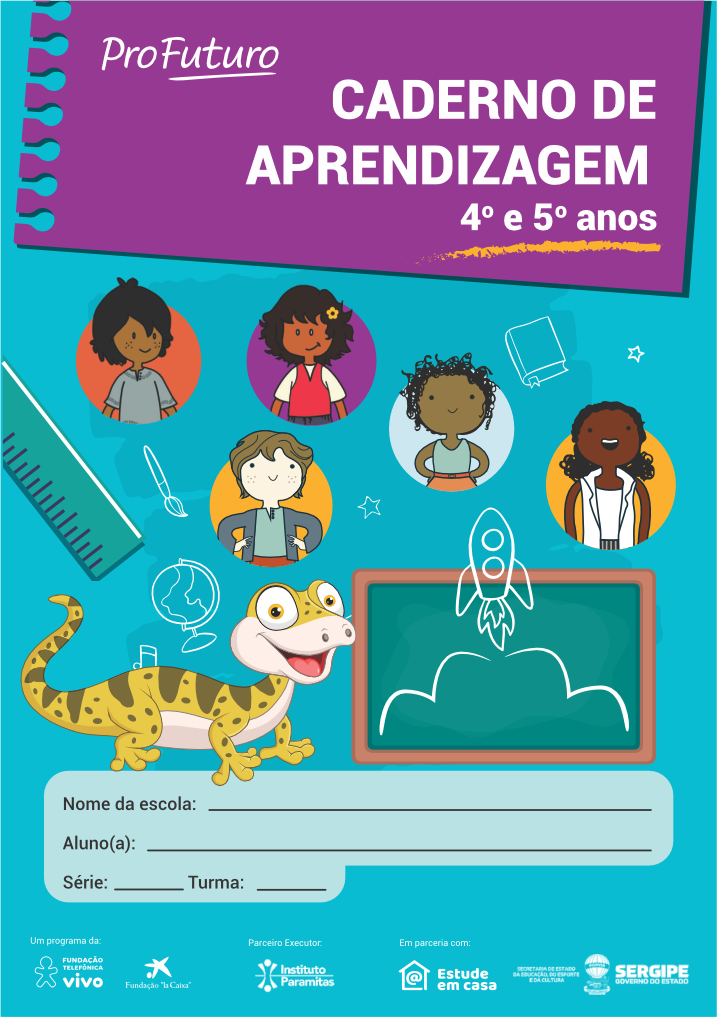 ProFuturo
CADERNO DE
APRENDIZAGEM
4º e 5º anos
Nome da escola:
Aluno(a):
Série: Turma:
Um programa da:
Parceiro Executor:
Em parceria com:
FUNDAÇÃO
TELEFÔNICA
vivo
Fundação "la Caixa"
Instituto
Paramitas
Estude
em casa
SECRETARIA DE ESTADO
DA EDUCAÇÃO, DO ESPORTE
E DA CULTURA
SERGIPE
GOVERNO DO ESTADO